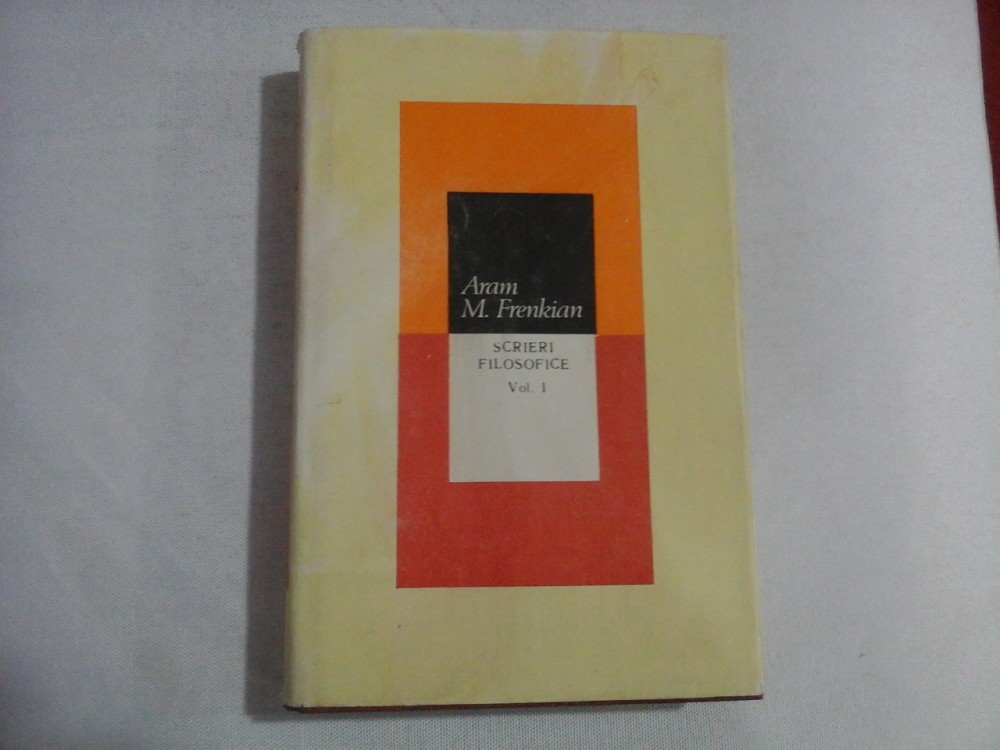 Aram
M. Frenkian
SCRIERI
FILOSOFICE
Vol. I